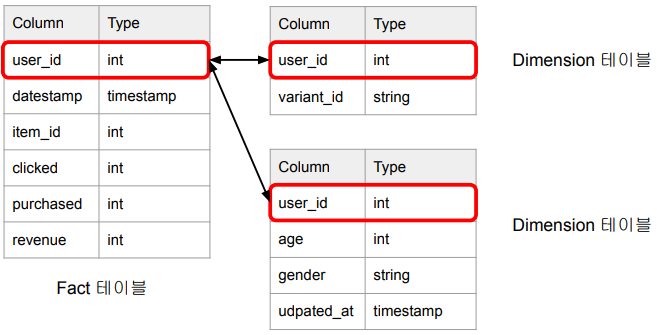 Column Type
user_id int
datestamp timestamp
item_id int
clicked int
purchased int
revenue int
Fact 테이블
Column Type
user_id int
variant_id string
Dimension 테이블
Column Type
user_id int
age int
gender string
udpated_at timestamp
Dimension 테이블